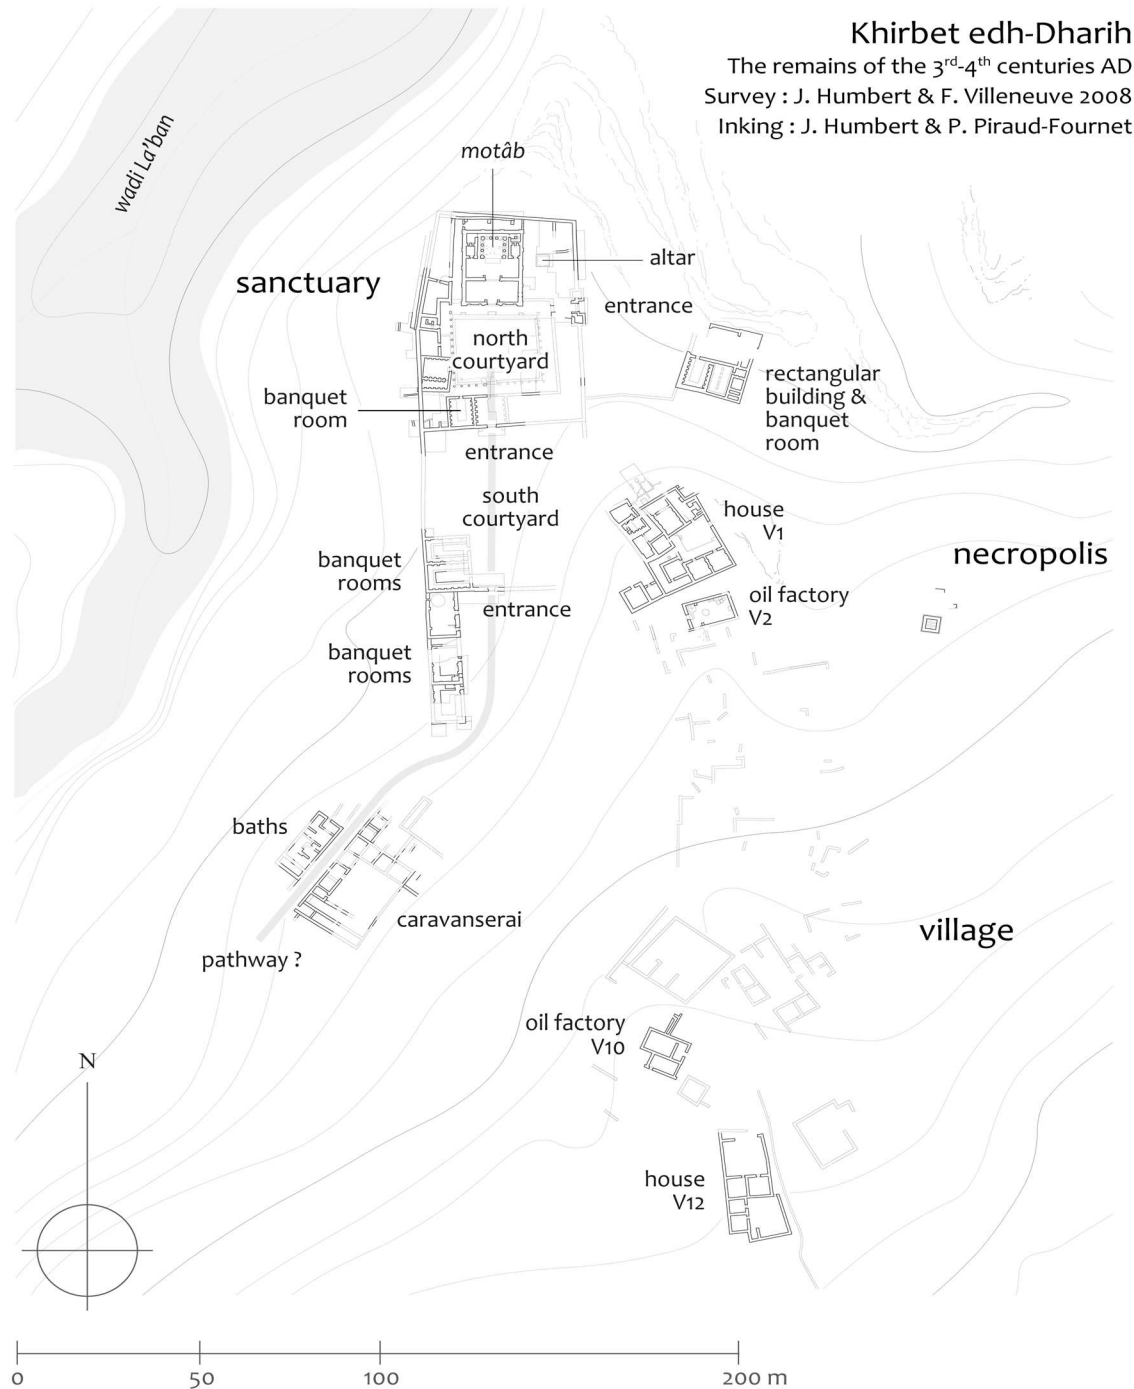 Khirbet edh-Dharih
The remains of the 3rd-4th centuries AD
Survey : J. Humbert & F. Villeneuve 2008
Inking : J. Humbert & P. Piraud-Fournet
wadi La'ban
motâb
altar
sanctuary
entrance
north
courtyard
rectangular
building &
banquet
room
banquet
room
entrance
south
courtyard
house
V1
necropolis
banquet
rooms
entrance
oil factory
V2
banquet
rooms
baths
caravanserai
village
pathway ?
oil factory
V10
N
house
V12
0
50
100
200 m